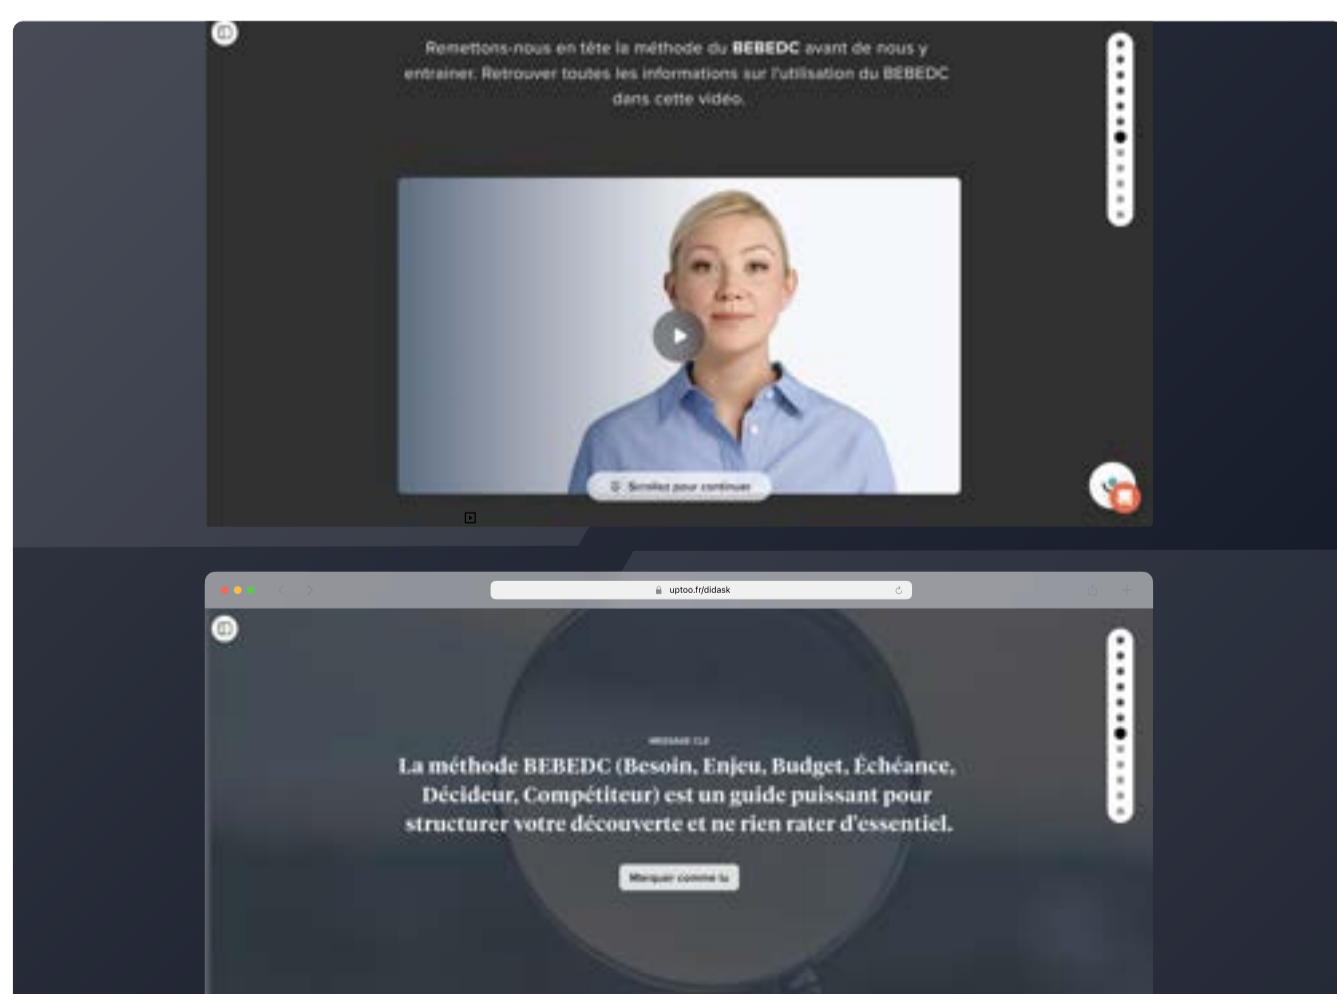 Remettons-nous en tête la méthode du BEBEDC avant de nous y
entrainer. Retrouver toutes les informations sur l'utilisation du BEBEDC
dans cette vidéo.
Scrollez pour continuer
uptoo.fr/didask
MESSAGE CLÉ
La méthode BEBEDC (Besoin, Enjeu, Budget, Échéance,
Décideur, Compétiteur) est un guide puissant pour
structurer votre découverte et ne rien rater d'essentiel.
Marquer comme lu